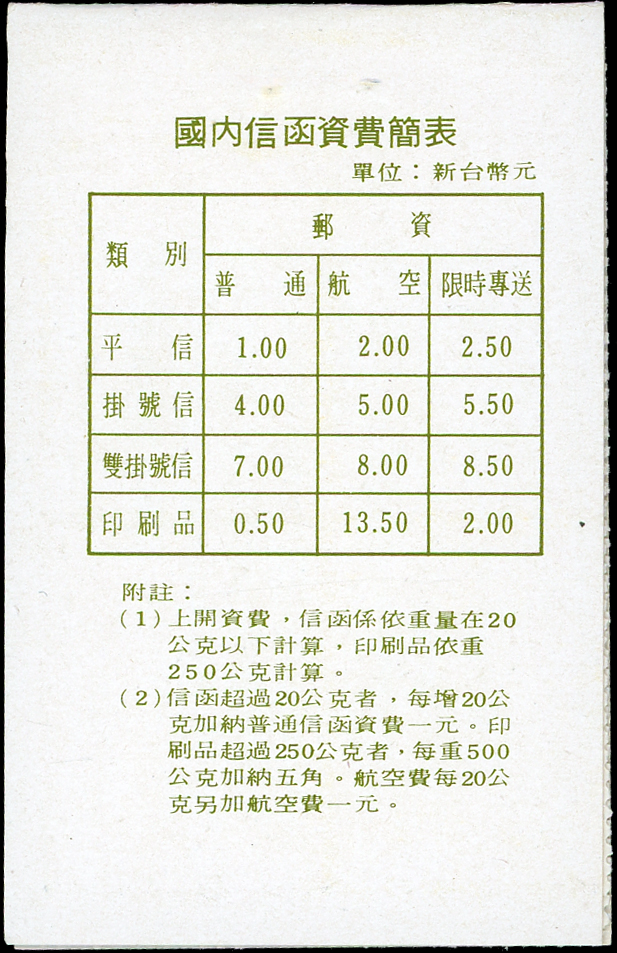 國內信函資費簡表
單位：新台幣元
類別 郵資
普通 航空 限時專送
平信 1.00 2.00 2.50
掛號信 4.00 5.00 5.50
雙掛號信 7.00 8.00 8.50
印刷品 0.50 13.50 2.00
附註：
(1)上開資費，信函係依重量在20
公克以下計算，印刷品依重
250公克計算。
(2)信函超過20公克者，每增20公
克加納普通信函資費一元。印
刷品超過250公克者，每重500
公克加納五角。航空費每20公
克另加航空費一元。